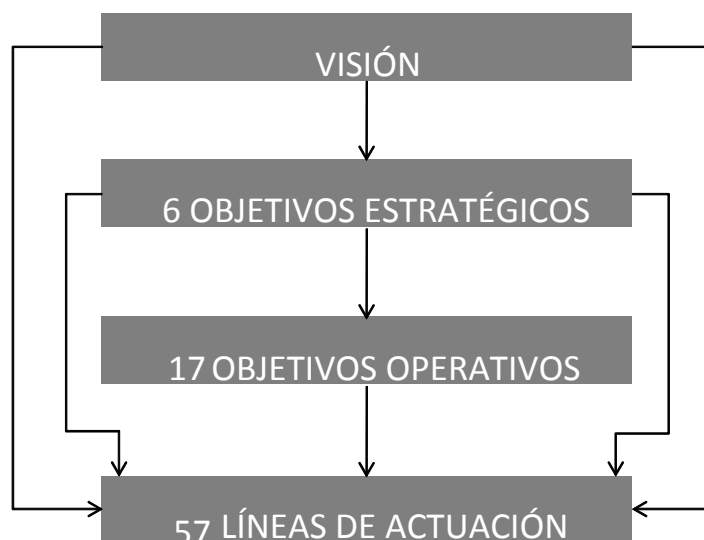 VISIÓN
6 OBJETIVOS ESTRATÉGICOS
17 OBJETIVOS OPERATIVOS
57 LÍNEAS DE ACTUACIÓN